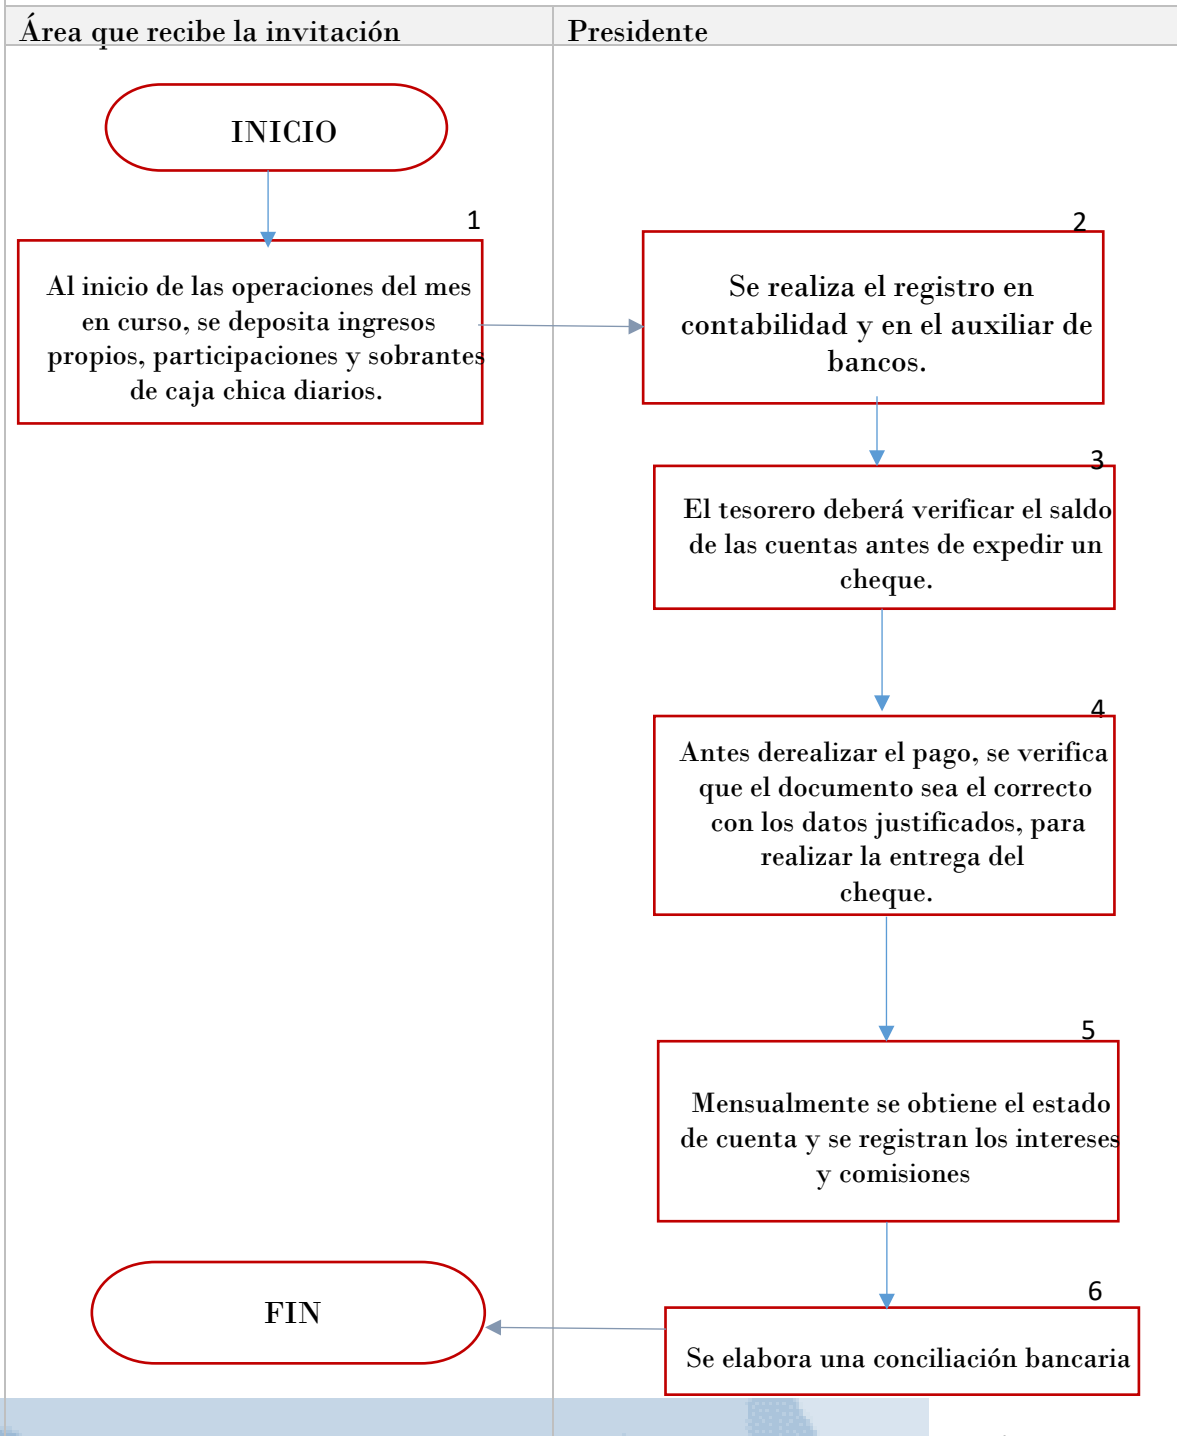 Área que recibe la invitación
Presidente
INICIO
1
Al inicio de las operaciones del mes
en curso, se deposita ingresos
propios, participaciones y sobrantes
de caja chica diarios.
2
Se realiza el registro en
contabilidad y en el auxiliar de
bancos.
3
El tesorero deberá verificar el saldo
de las cuentas antes de expedir un
cheque.
4
Antes derealizar el pago, se verifica
que el documento sea el correcto
con los datos justificados, para
realizar la entrega del
cheque.
5
Mensualmente se obtiene el estado
de cuenta y se registran los intereses
y comisiones
6
Se elabora una conciliación bancaria
FIN